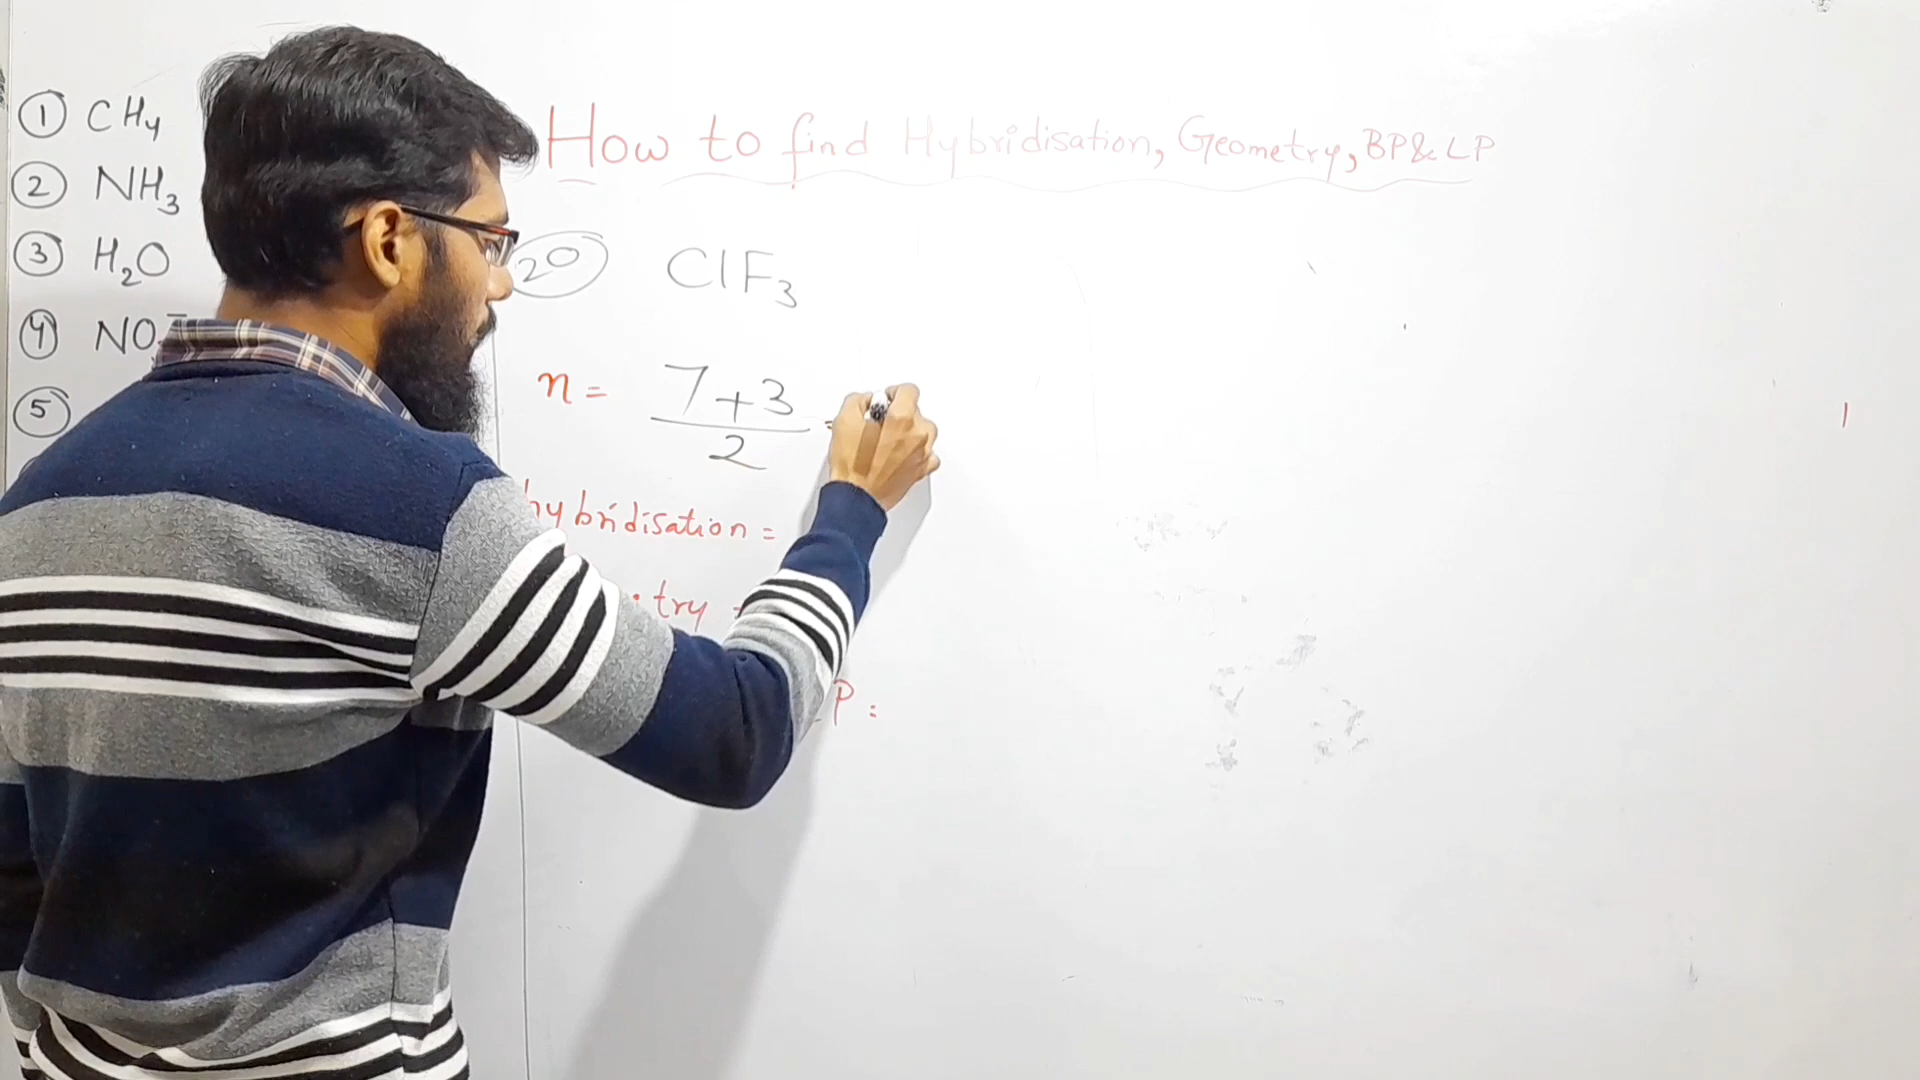 ① CH4
② NH3
③ H2O
④ NO
⑤
How to find Hybridisation, Geometry, BP & LP
20 ClF3
n = 7+3
2
hybridisation =
try
P :